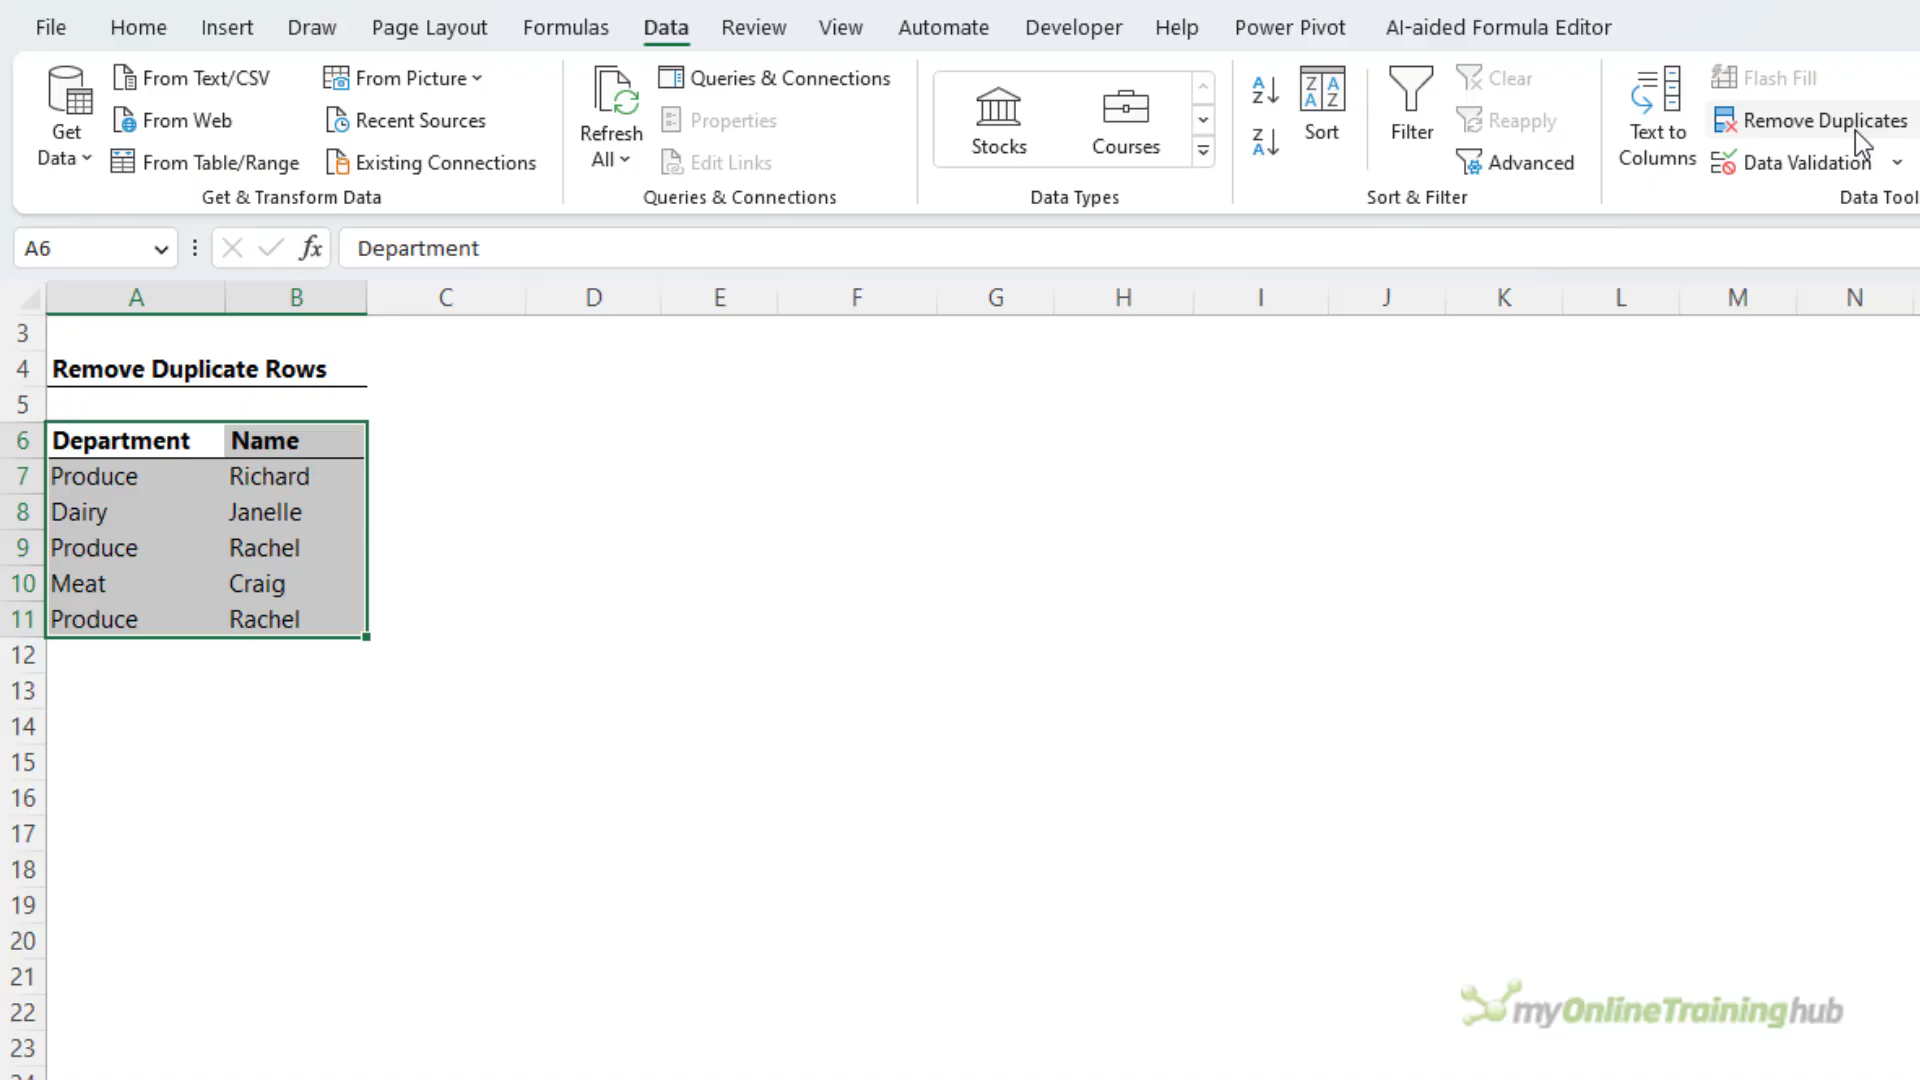 File Home Insert Draw Page Layout Formulas Data Review View Automate Developer Help Power Pivot AI-aided Formula Editor
Get Data
From Text/CSV
From Web
From Table/Range
From Picture
Recent Sources
Existing Connections
Get & Transform Data
Refresh All
Queries & Connections
Properties
Edit Links
Queries & Connections
Stocks
Courses
Data Types
A Z
Z A
Z A A Z
Sort
Filter
Clear
Reapply
Advanced
Sort & Filter
Text to Columns
Flash Fill
Remove Duplicates
Data Validation
Data Tool
A6 fx Department
A B C D E F G H I J K L M N
3
4 Remove Duplicate Rows
5
6 Department Name
7 Produce Richard
8 Dairy Janelle
9 Produce Rachel
10 Meat Craig
11 Produce Rachel
12
13
14
15
16
17
18
19
20
21
22
23
myOnlineTraininghub